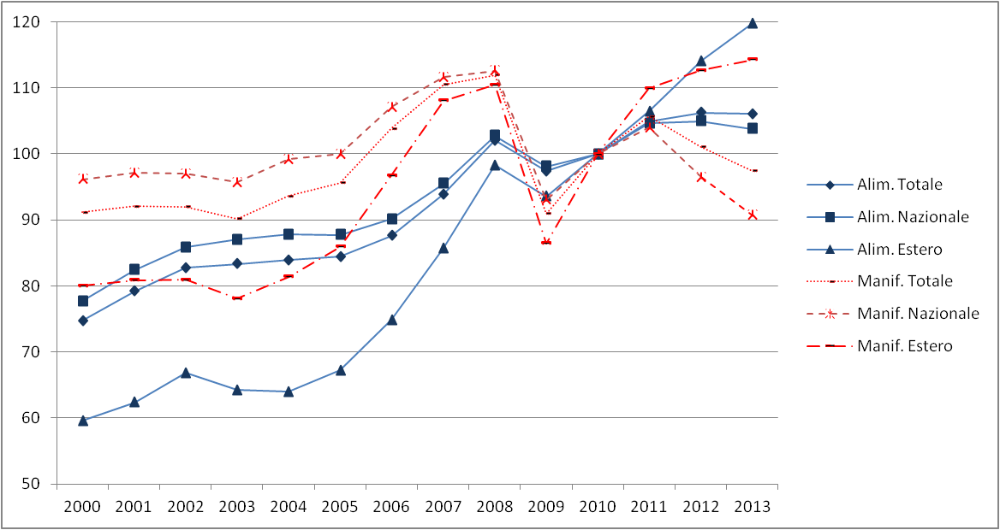 120
110
100
90
80
70
60
50
2000 2001 2002 2003 2004 2005 2006 2007 2008 2009 2010 2011 2012 2013
Alim. Totale
Alim. Nazionale
Alim. Estero
Manif. Totale
Manif. Nazionale
Manif. Estero